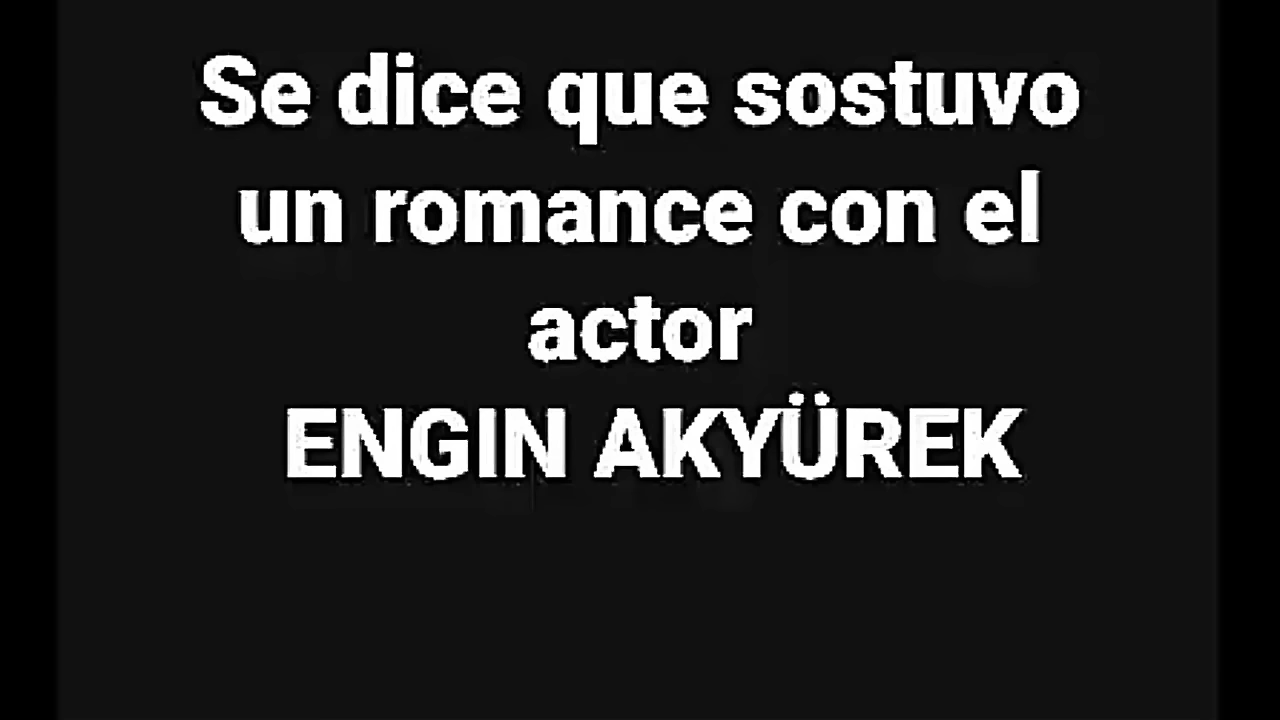 Se dice que sostuvo
un romance con el
actor
ENGIN AKYÜREK